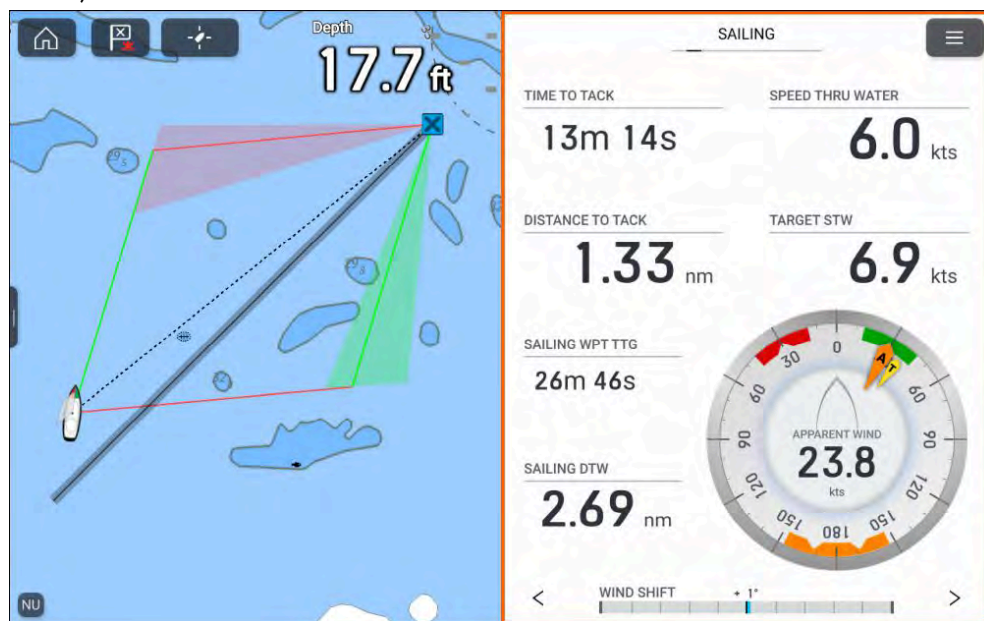 Depth
17.7 ft
NU
SAILING
TIME TO TACK
13m 14s
SPEED THRU WATER
6.0 kts
DISTANCE TO TACK
1.33 nm
TARGET STW
6.9 kts
SAILING WPT TTG
26m 46s
SAILING DTW
2.69 nm
0
30
60
60
90
90
120
120
150
150
180
A
T
APPARENT WIND
23.8
kts
WIND SHIFT
+ 1°